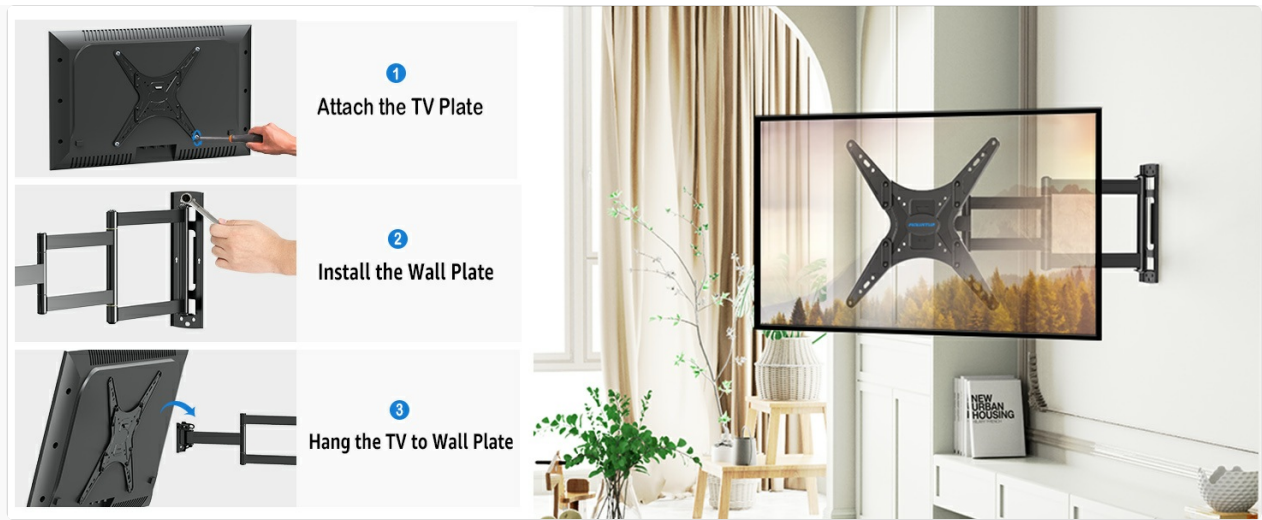 1
Attach the TV Plate
2
Install the Wall Plate
3
Hang the TV to Wall Plate
NEW
URBAN
HOUSING